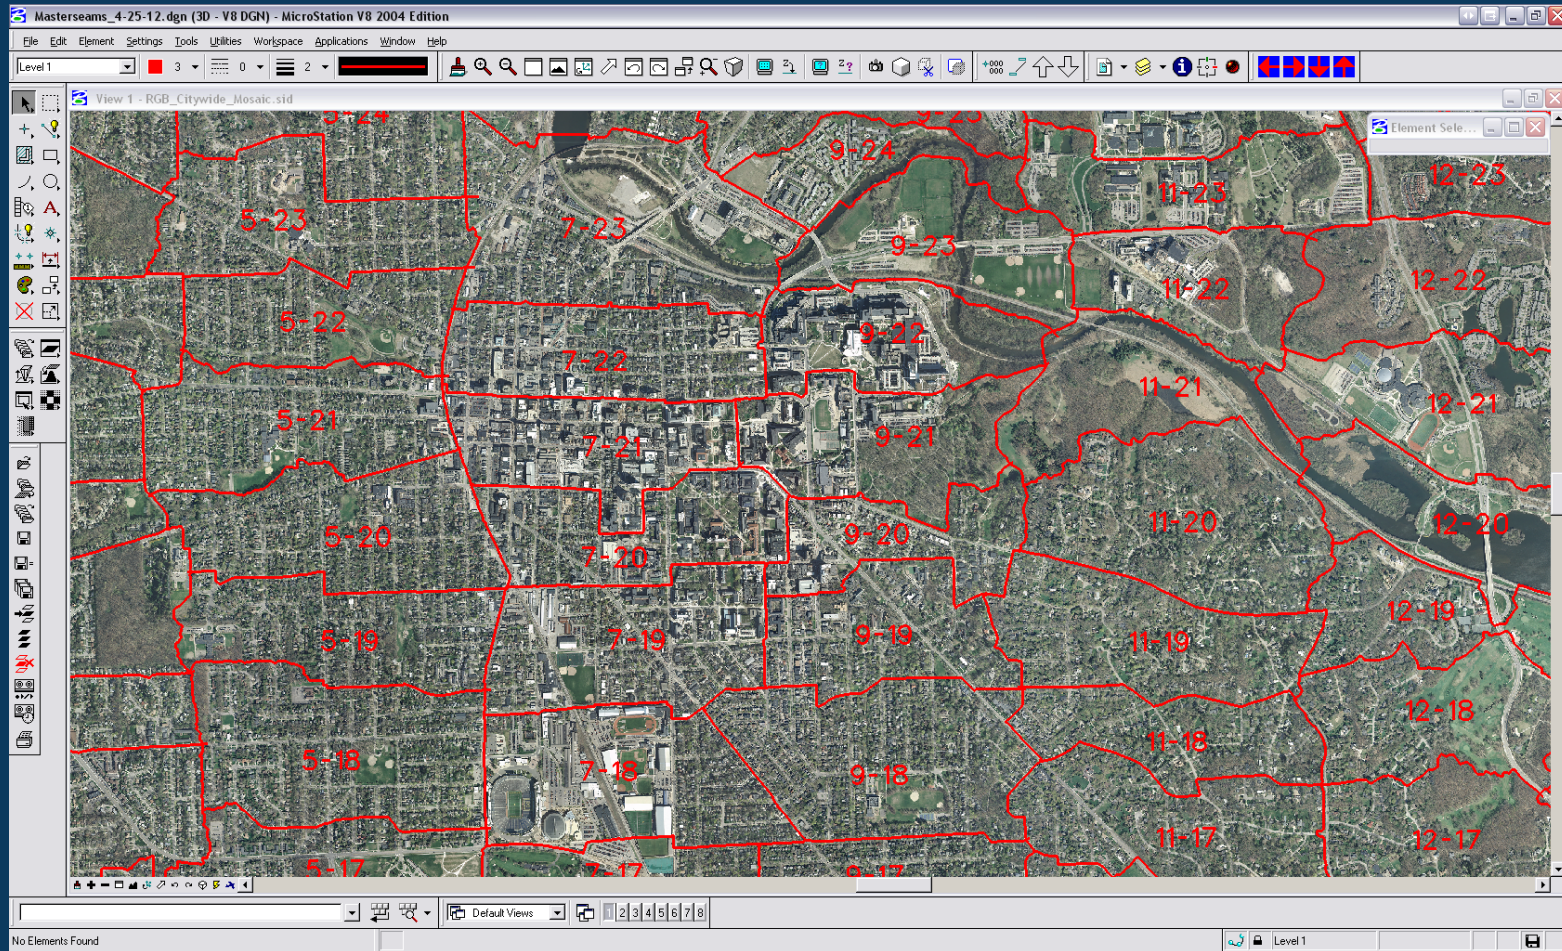 Masterseams_4-25-12.dgn (3D - V8 DGN) - MicroStation V8 2004 Edition
File Edit Element Settings Tools Utilities Workspace Applications Window Help
Level 1 3 0 2
View 1 - RGB_Citywide_Mosaic.sid
Element Sele...
5-24 9-23
9-24 12-23
11-23
5-23 7-23 9-23
11-22 12-22
5-22 7-22 9-22
11-21 12-21
5-21 7-21 9-21
5-20 7-20 9-20 11-20 12-20
5-19 7-19 9-19 11-19 12-19
5-18 7-18 9-18 11-18 12-18
11-17 12-17
5-17 7-17 9-17
Default Views 1 2 3 4 5 6 7 8
No Elements Found Level 1